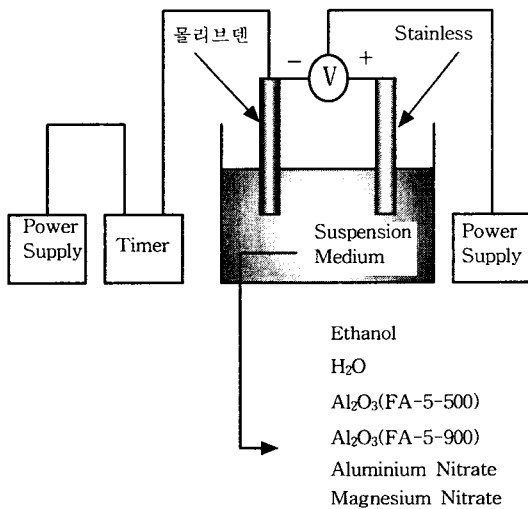 몰리브덴
Stainless
−
V
+
Power
Supply
Timer
Suspension
Medium
Power
Supply
Ethanol
H₂O
Al₂O₃(FA-5-500)
Al₂O₃(FA-5-900)
Aluminium Nitrate
Magnesium Nitrate